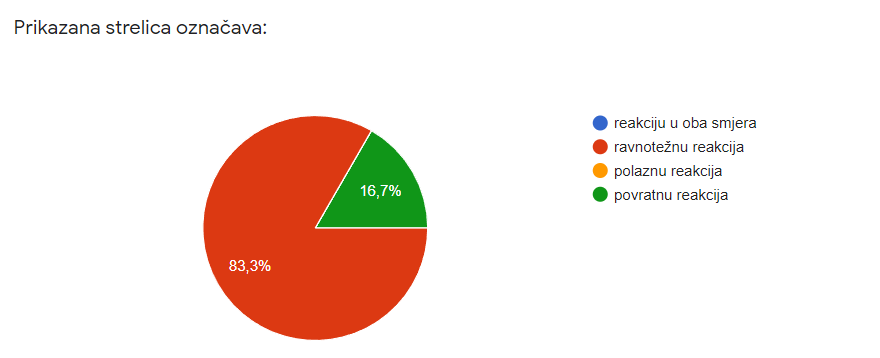 Prikazana strelica označava:
reakciju u oba smjera
ravnotežnu reakcija
polaznu reakcija
povratnu reakcija
16,7%
83,3%